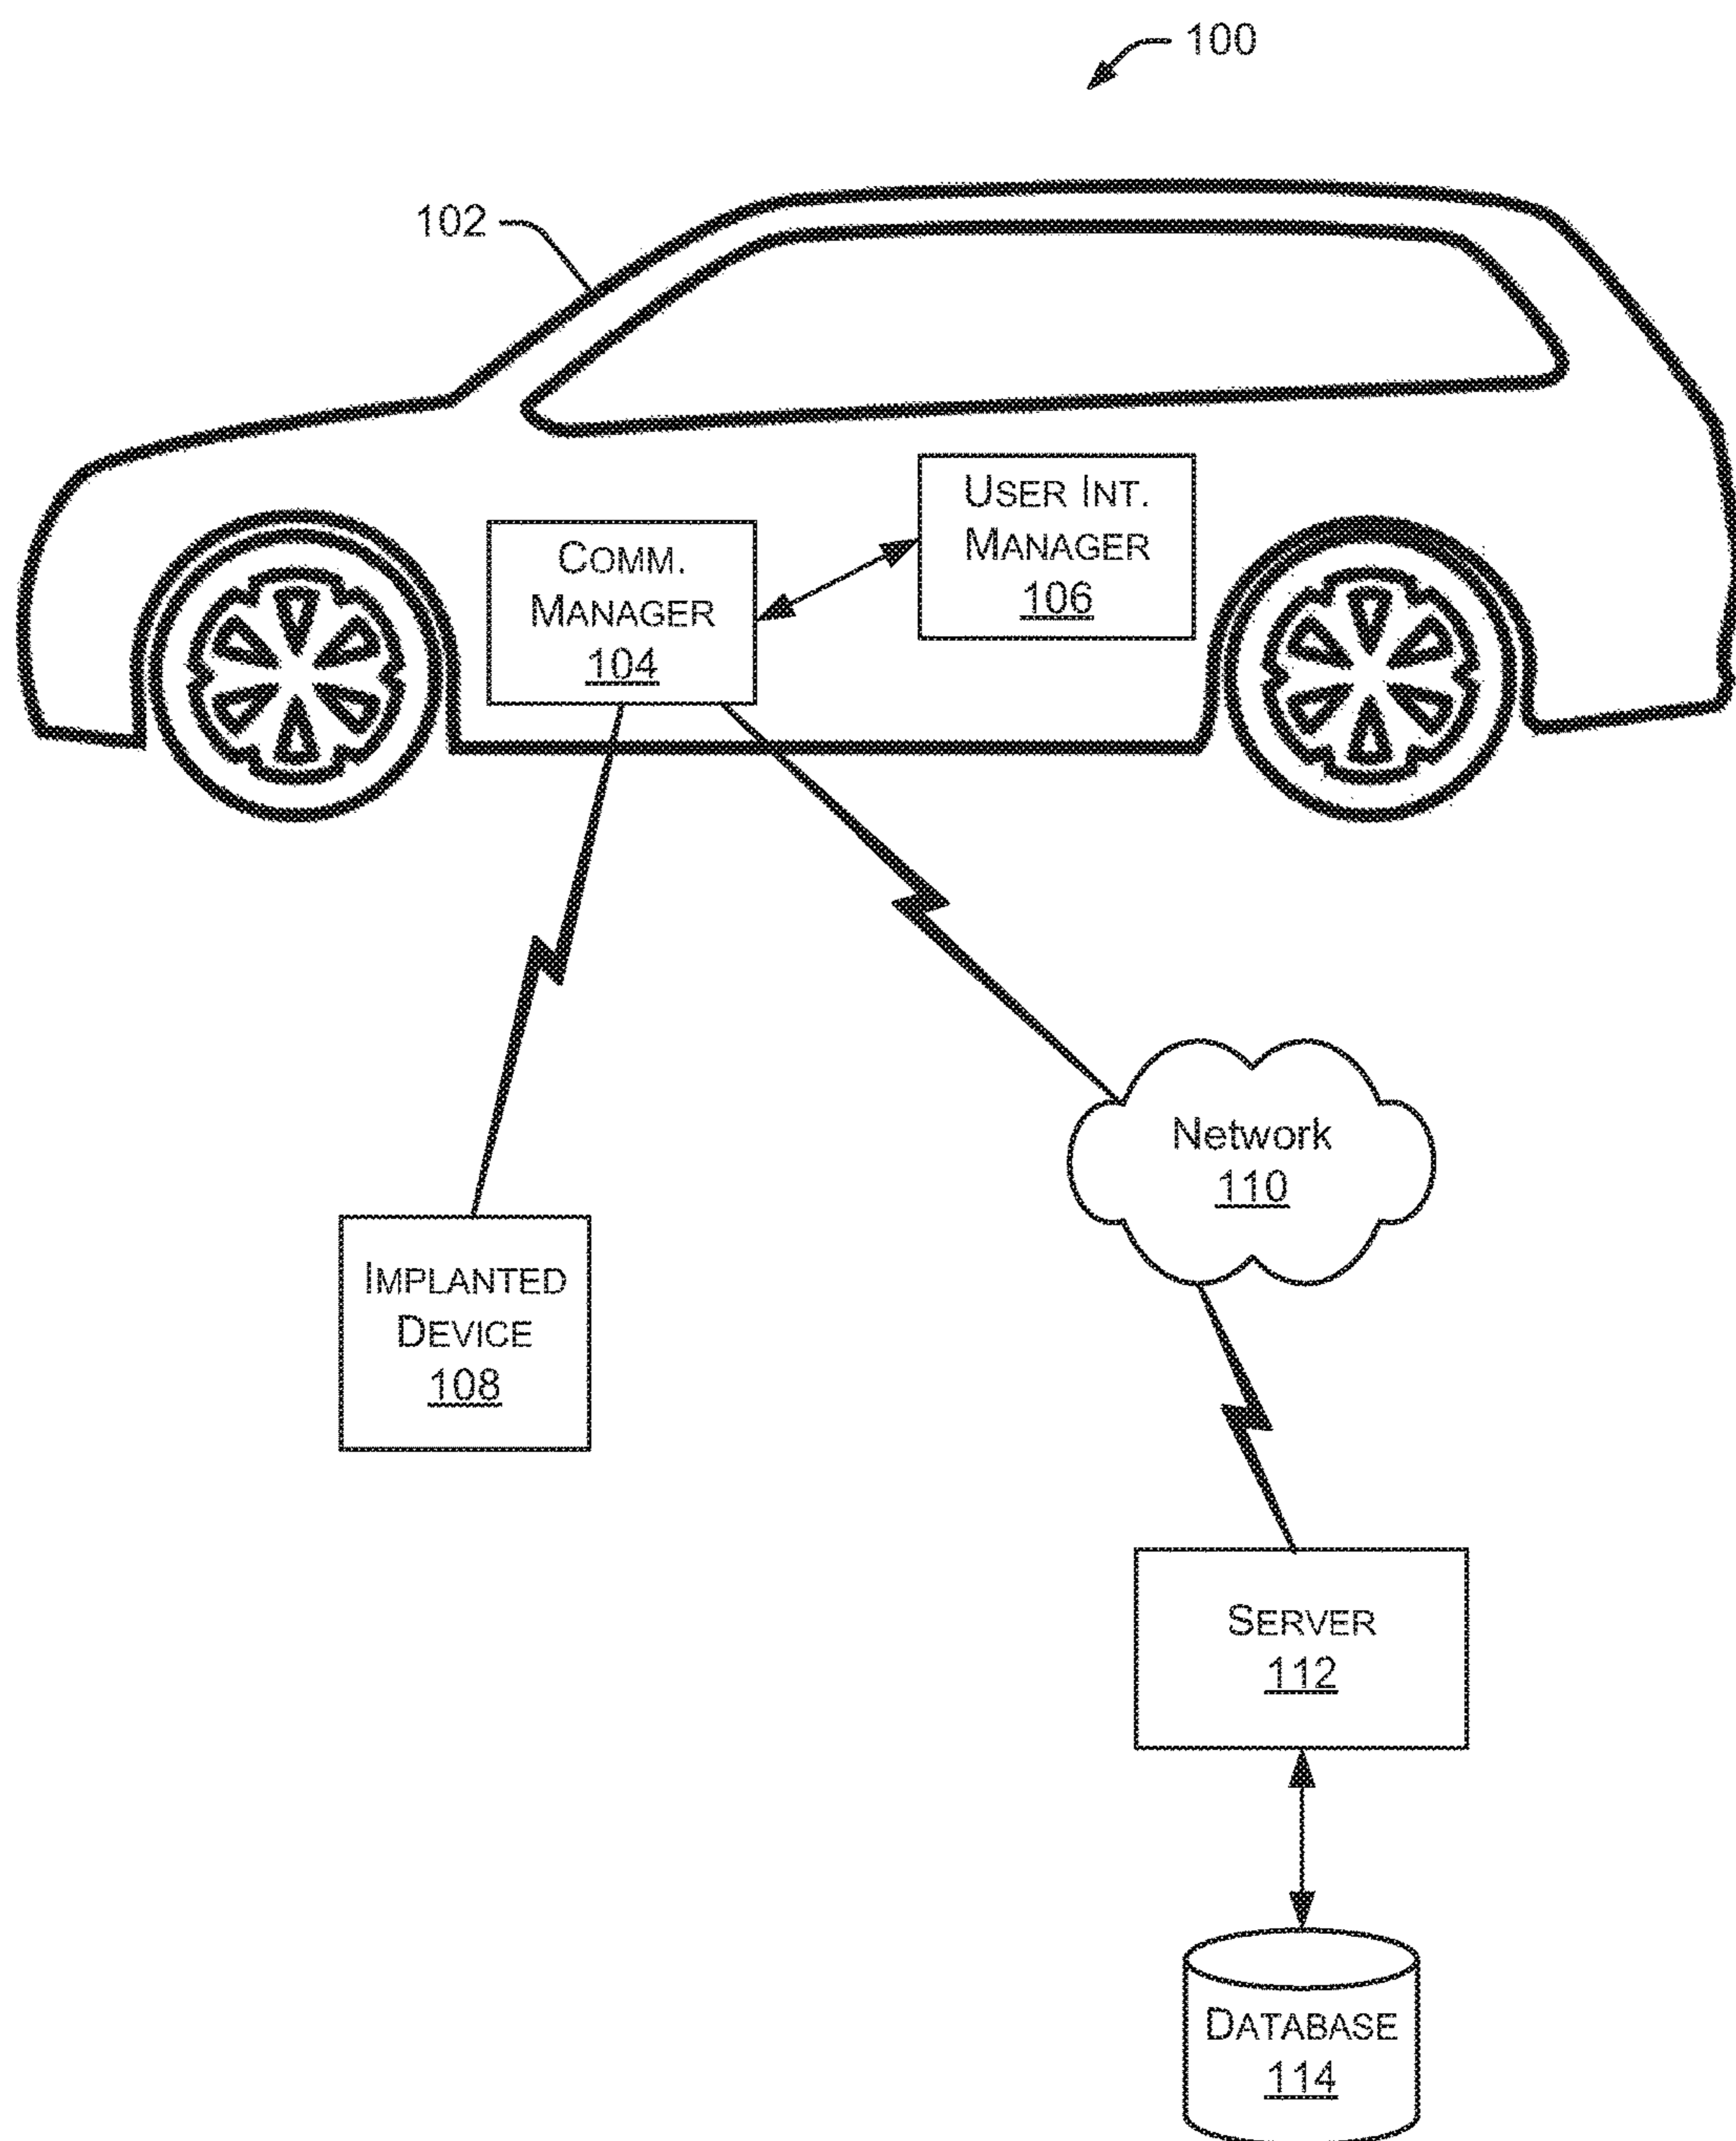 100
102
USER INT.
MANAGER
106
COMM.
MANAGER
104
Network
110
IMPLANTED
DEVICE
108
SERVER
112
DATABASE
114